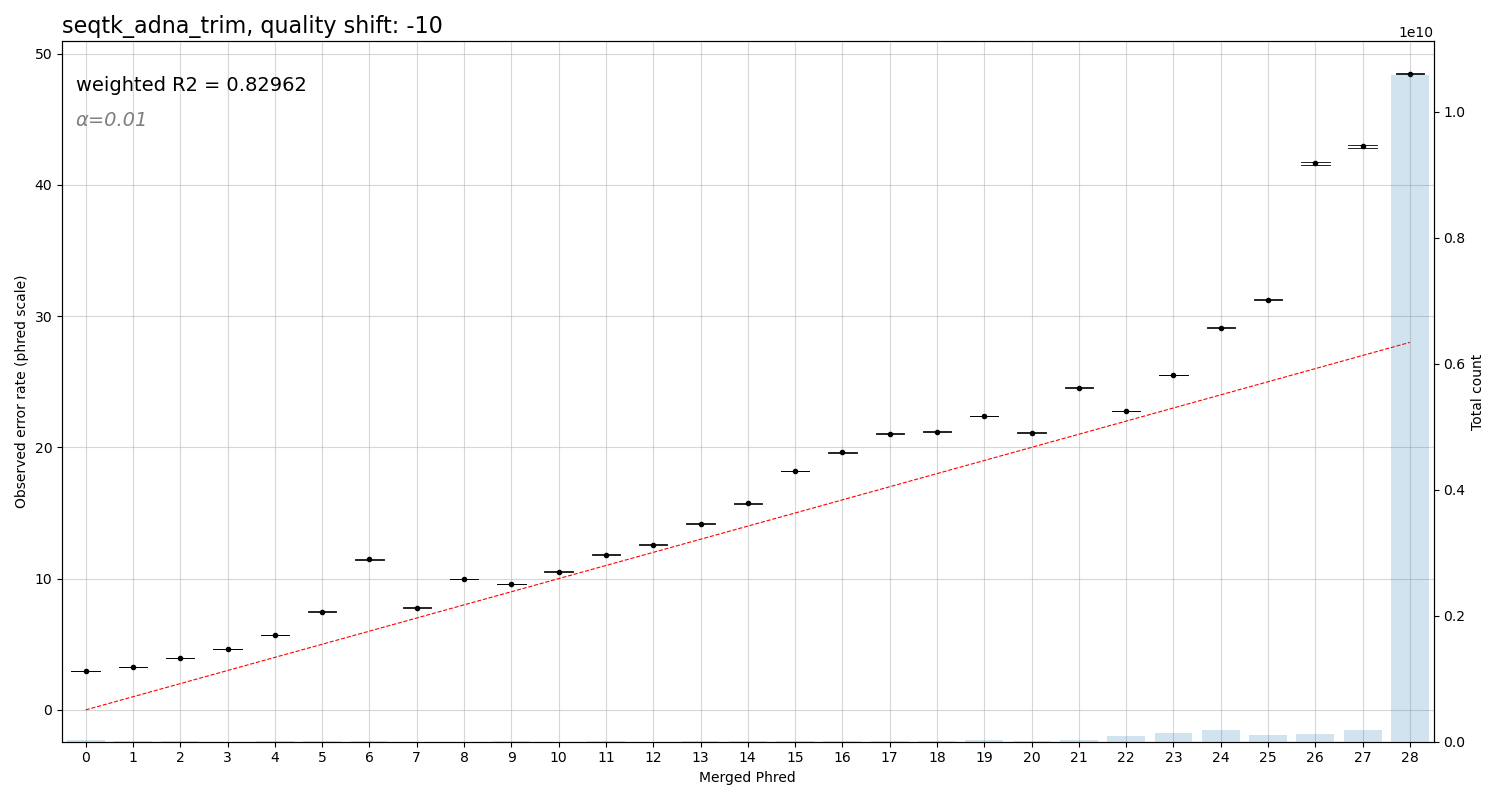 seqtk_adna_trim, quality shift: -10
1e10
weighted R2 = 0.82962
α=0.01
50
40
30
20
10
0
Observed error rate (phred scale)
1.0
0.8
0.6
0.4
0.2
0.0
Total count
0 1 2 3 4 5 6 7 8 9 10 11 12 13 14 15 16 17 18 19 20 21 22 23 24 25 26 27 28
Merged Phred